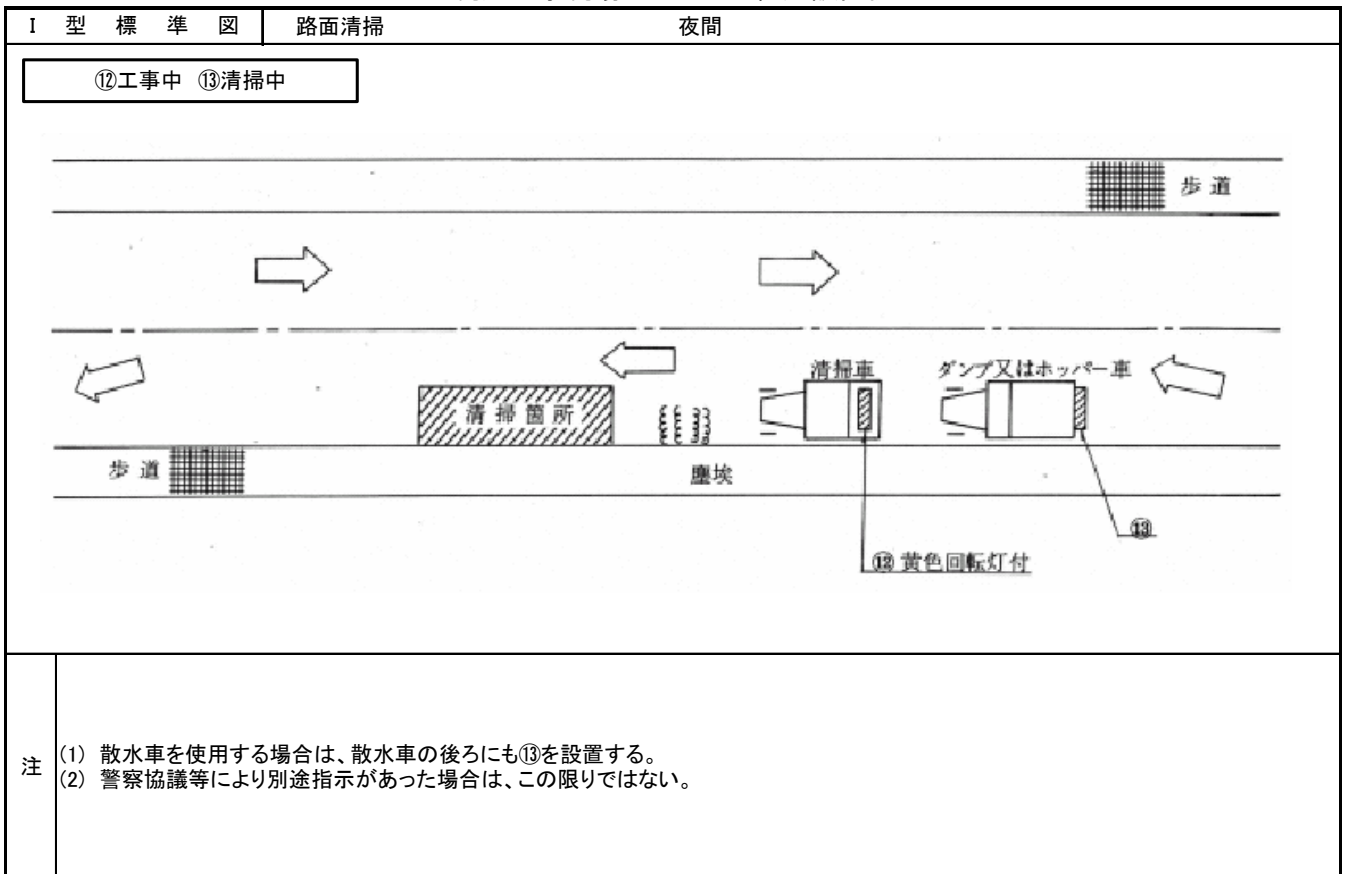 I 型 標 準 図 路面清掃 夜間
⑫工事中 ⑬清掃中
歩道
清掃車 ダンプ又はホッパー車
清掃箇所
歩道 塵埃
⑬
⑫ 黄色回転灯付
注
(1) 散水車を使用する場合は、散水車の後ろにも⑬を設置する。
(2) 警察協議等により別途指示があった場合は、この限りではない。